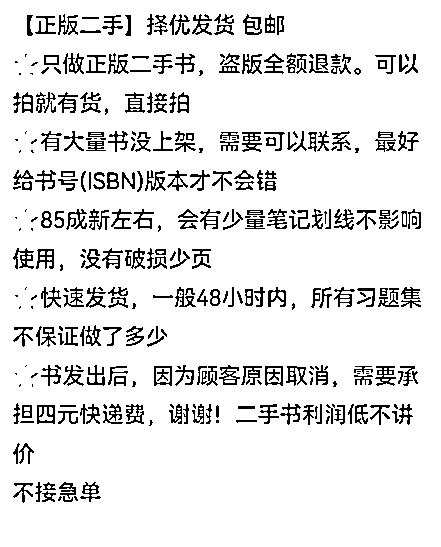 【正版二手】择优发货 包邮
只做正版二手书，盗版全额退款。可以
拍就有货，直接拍
有大量书没上架，需要可以联系，最好
给书号(ISBN)版本才不会错
85成新左右，会有少量笔记划线不影响
使用，没有破损少页
快速发货，一般48小时内，所有习题集
不保证做了多少
书发出后，因为顾客原因取消，需要承
担四元快递费，谢谢！二手书利润低不讲
价
不接急单